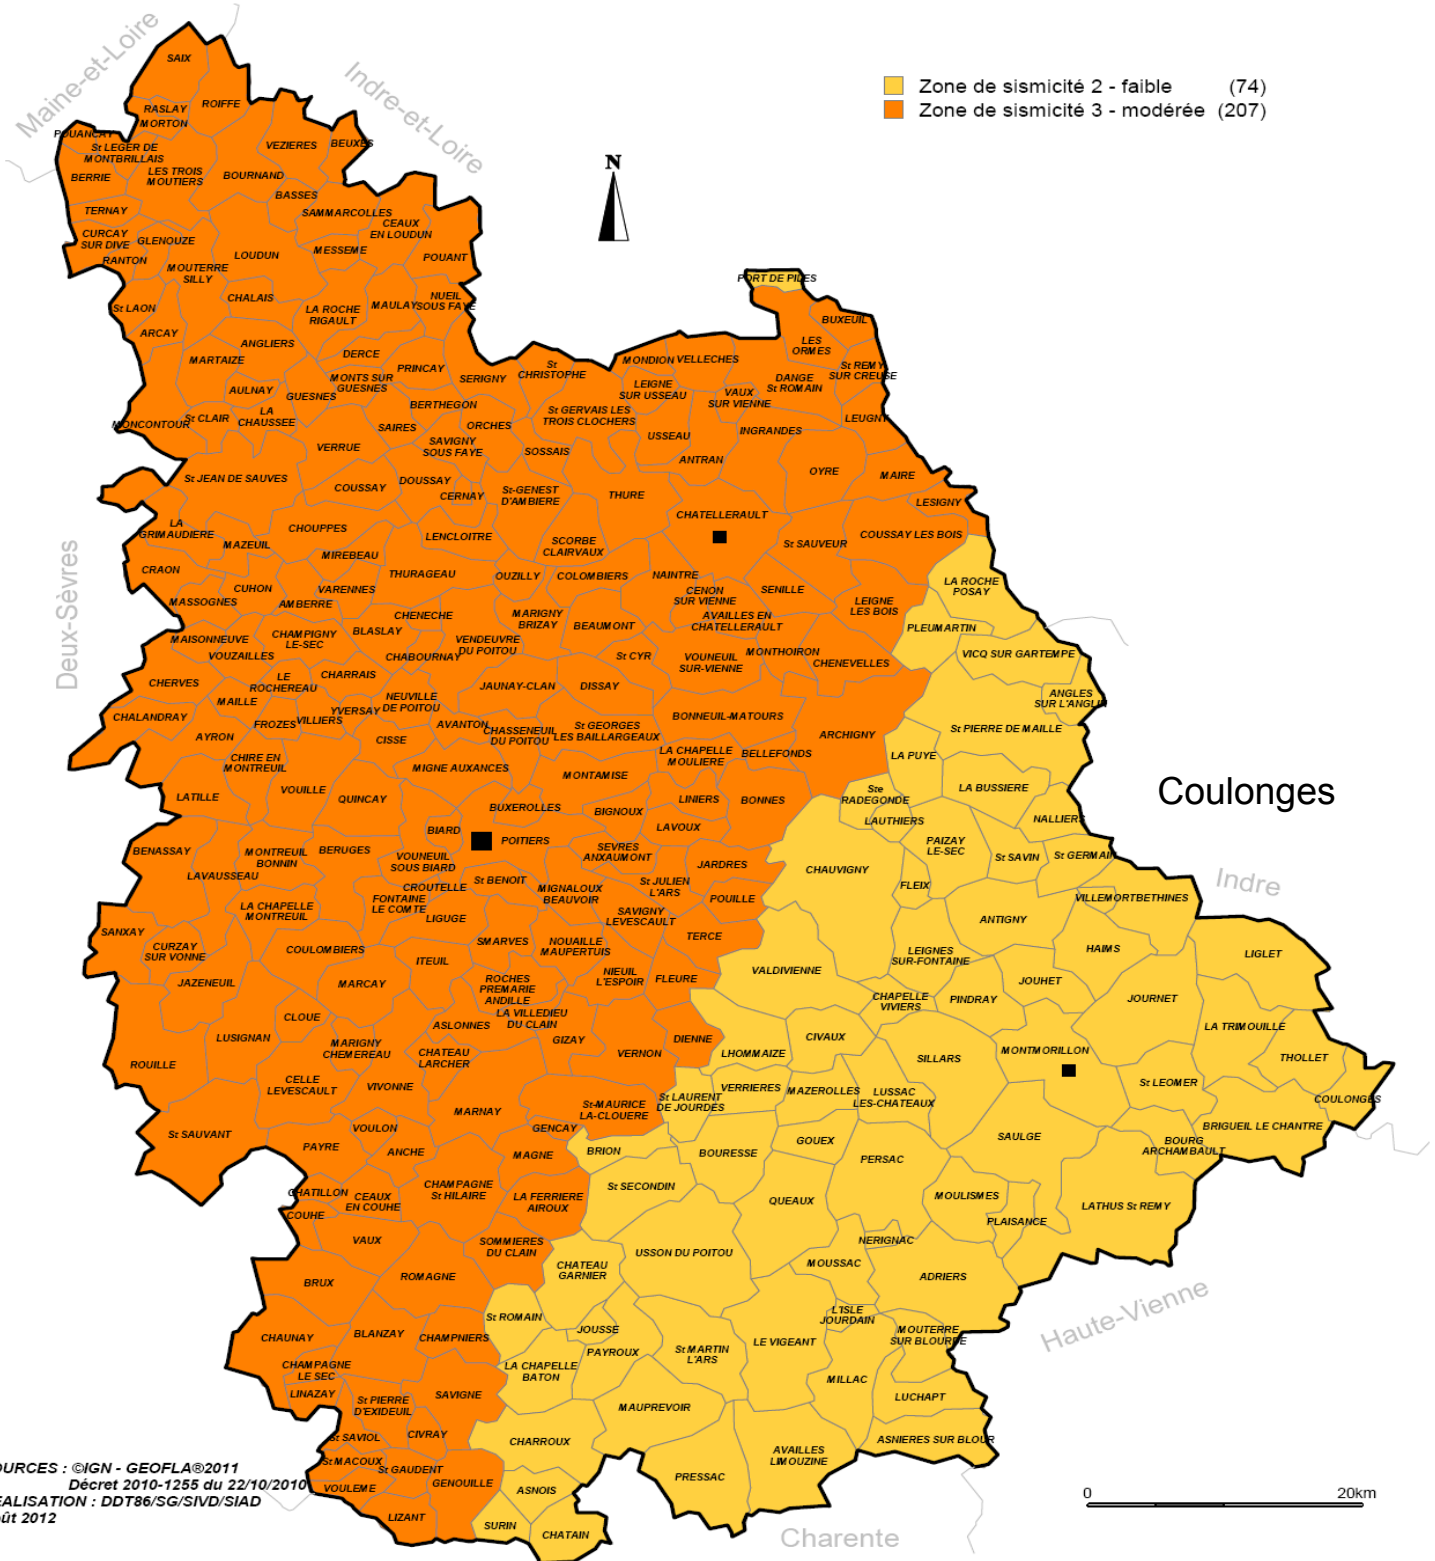 Maine-et-Loire
Indre-et-Loire
Zone de sismicité 2 - faible (74)
Zone de sismicité 3 - modérée (207)
N
SAIX
ROIFFE
RASLAY
MORTON
POUANCAY
St LEGER DE
MONTBRILLAIS
VEZIERES
BEUXES
BERRIE
LES TROIS
MOUTIERS
BOURNAND
BASSES
TERNAY
SAMMARCOLLES
CEAUX
EN LOUDUN
CURCAY
SUR DIVE
GLENOUZE
RANTON
MOUTERRE
SILLY
LOUDUN
MESSEME
POUANT
PORT DE PILES
CHALAIS
St LAON
LA ROCHE
RIGAULT
MAULAY
NUEIL
SOUS FAYE
BUXEUIL
ARCAY
ANGLIERS
LES
ORMES
MARTAIZE
DERCE
PRINCAY
SERIGNY
St
CHRISTOPHE
MONDION
VELLECHES
St REMY
SUR CREUSE
AULNAY
MONTS SUR
GUESNES
GUESNES
LEIGNE
SUR USSEAU
VAUX
SUR VIENNE
DANGE
St ROMAIN
BERTHEGON
MONCONTOUR
St CLAIR
LA
CHAUSSEE
St GERVAIS LES
TROIS CLOCHERS
LEUGNY
SAIRES
ORCHES
USSEAU
INGRANDES
VERRUE
SAVIGNY
SOUS FAYE
SOSSAIS
ANTRAN
OYRE
MAIRE
St JEAN DE SAUVES
COUSSAY
DOUSSAY
CERNAY
St-GENEST
D'AMBIERE
THURE
LESIGNY
CHATELLERAULT
LA
GRIMAUDIERE
CHOUPPES
MAZEUIL
MIREBEAU
LENCLOITRE
SCORBE
CLAIRVAUX
St SAUVEUR
COUSSAY LES BOIS
CRAON
CUHON
VARENNES
THURAGEAU
OUZILLY
COLOMBIERS
NAINTRE
CENON
SUR VIENNE
SENILLE
LEIGNE
LES BOIS
LA ROCHE
POSAY
MASSOGNES
AMBERRE
CHENECHE
MARIGNY
BRIZAY
BEAUMONT
AVAILLES EN
CHATELLERAULT
PLEUMARTIN
MAISONNEUVE
CHAMPIGNY
LE-SEC
BLASLAY
VENDEUVRE
DU POITOU
VOUZAILLES
CHABOURNAY
St CYR
VOUNEUIL
SUR-VIENNE
MONTHOIRON
CHENEVELLES
VICQ SUR GARTEMPE
CHERVES
LE
ROCHEREAU
CHARRAIS
NEUVILLE
DE POITOU
JAUNAY-CLAN
DISSAY
ANGLES
SUR L'ANGLIN
MAILLE
YVERSAY
CHALANDRAY
FROZES
VILLIERS
AVANTON
CHASSENEUIL
DU POITOU
St GEORGES
LES BAILLARGEAUX
BONNEUIL-MATOURS
St PIERRE DE MAILLE
AYRON
CISSE
ARCHIGNY
CHIRE EN
MONTREUIL
MIGNE AUXANCES
MONTAMISE
LA CHAPELLE
MOULIERE
BELLEFONDS
LA PUYE
LATILLE
VOUILLE
QUINCAY
BUXEROLLES
BIGNOUX
LINIERS
BONNES
Ste
RADEGONDE
LA BUSSIERE
Coulonges
LAUTHIERS
NALLIERS
BIARD
POITIERS
LAVOUX
BENASSAY
MONTREUIL
BONNIN
BERUGES
VOUNEUIL
SOUS BIARD
SEVRES
ANXAUMONT
JARDRES
CHAUVIGNY
PAIZAY
LE-SEC
St SAVIN
St GERMAIN
LAVAUSSEAU
CROUTELLE
St BENOIT
MIGNALOUX
BEAUVOIR
St JULIEN
L'ARS
POUILLE
FLEIX
VILLEMORT
BETHINES
Indre
LA CHAPELLE
MONTREUIL
FONTAINE
LE COMTE
LIGUGE
SAVIGNY
LEVESCAULT
ANTIGNY
SANXAY
CURZAY
SUR VONNE
COULOMBIERS
SMARVES
NOUAILLE
MAUPERTUIS
TERCE
HAIMS
LIGLET
ITEUIL
LEIGNES
SUR-FONTAINE
JAZENEUIL
MARCAY
ROCHES
PREMARIE
ANDILLE
NIEUIL
L'ESPOIR
FLEURE
VALDIVIENNE
JOUHET
CHAPELLE
VIVIERS
PINDRAY
JOURNET
CLOUE
ASLONNES
LA VILLEDIEU
DU CLAIN
LA TRIMOUILLE
LUSIGNAN
MARIGNY
CHEMEREAU
GIZAY
VERNON
DIENNE
CIVAUX
LHOMMAIZE
SILLARS
MONTMORILLON
THOLLET
ROUILLE
CHATEAU
LARCHER
CELLE
LEVESCAULT
VIVONNE
VERRIERES
MAZEROLLES
LUSSAC
LES-CHATEAUX
St LEOMER
COULONGES
St LAURENT
DE JOURDES
MARNAY
St-MAURICE
LA-CLOUERE
BRIGUEIL LE CHANTRE
St SAUVANT
VOULON
GENCAY
SAULGE
BOURG
ARCHAMBAULT
PAYRE
ANCHE
MAGNE
BRION
BOURESSE
GOUEX
PERSAC
CHATILLON
CEAUX
EN COUHE
CHAMPAGNE
St HILAIRE
LA FERRIERE
AIROUX
St SECONDIN
QUEAUX
MOULISMES
LATHUS St REMY
COUHE
PLAISANCE
VAUX
SOMMIERES
DU CLAIN
USSON DU POITOU
NERIGNAC
BRUX
ROMAGNE
CHATEAU
GARNIER
MOUSSAC
ADRIERS
Haute-Vienne
St ROMAIN
L'ISLE
JOURDAIN
CHAUNAY
BLANZAY
CHAMPNIERS
JOUSSE
PAYROUX
St MARTIN
L'ARS
LE VIGEANT
MOUTERRE
SUR BLOURDE
CHAMPAGNE
LE SEC
LA CHAPELLE
BATON
MILLAC
LINAZAY
St PIERRE
D'EXIDEUIL
SAVIGNE
MAUPREVOIR
LUCHAPT
St SAVIOL
CIVRAY
CHARROUX
AVAILLES
LIMOUZINE
ASNIERES SUR BLOUR
St MACOUX
St GAUDENT
PRESSAC
VOULEME
GENOUILLE
ASNOIS
LIZANT
SURIN
CHATAIN
Deux-Sèvres
Charente
0 20km
OURCES : ©IGN - GEOFLA®2011
Décret 2010-1255 du 22/10/2010
EALISATION : DDT86/SG/SIVD/SIAD
oût 2012